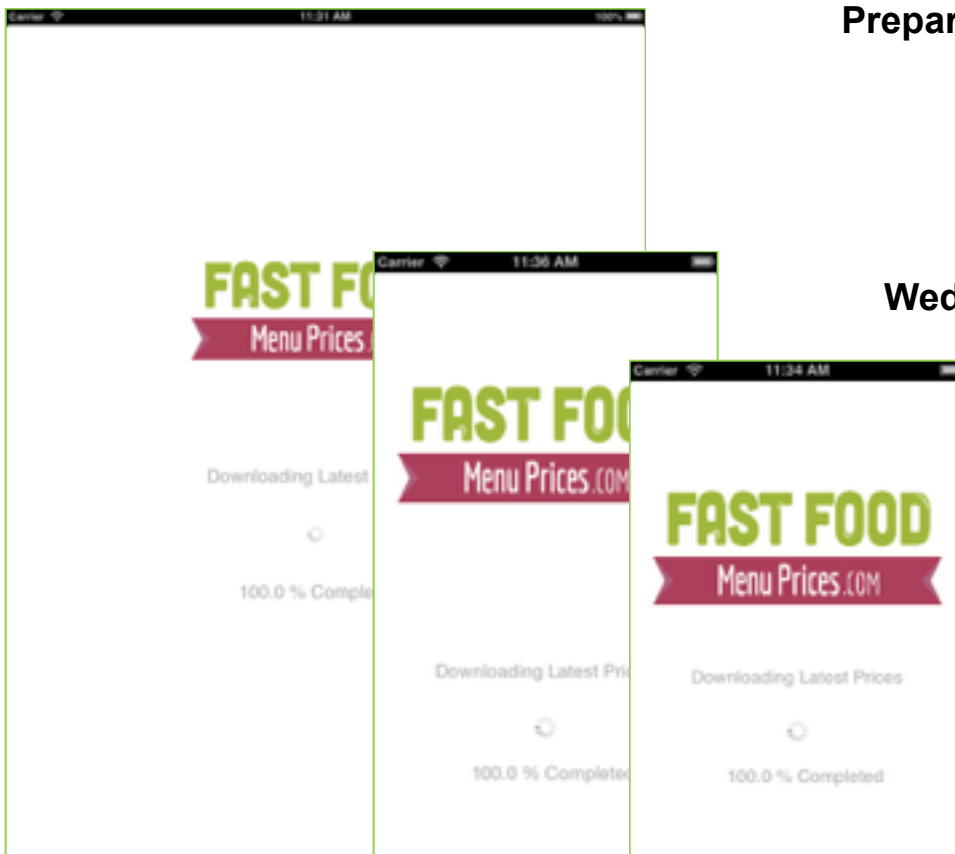 Prepar
Wed
Carrier 11:31 AM 100%
FAST FO
Menu Prices
Downloading Latest
100.0 % Comple
Carrier 11:36 AM
FAST FOO
Menu Prices.COM
Downloading Latest Pri
100.0 % Completed
Carrier 11:34 AM
FAST FOOD
Menu Prices.COM
Downloading Latest Prices
100.0 % Completed